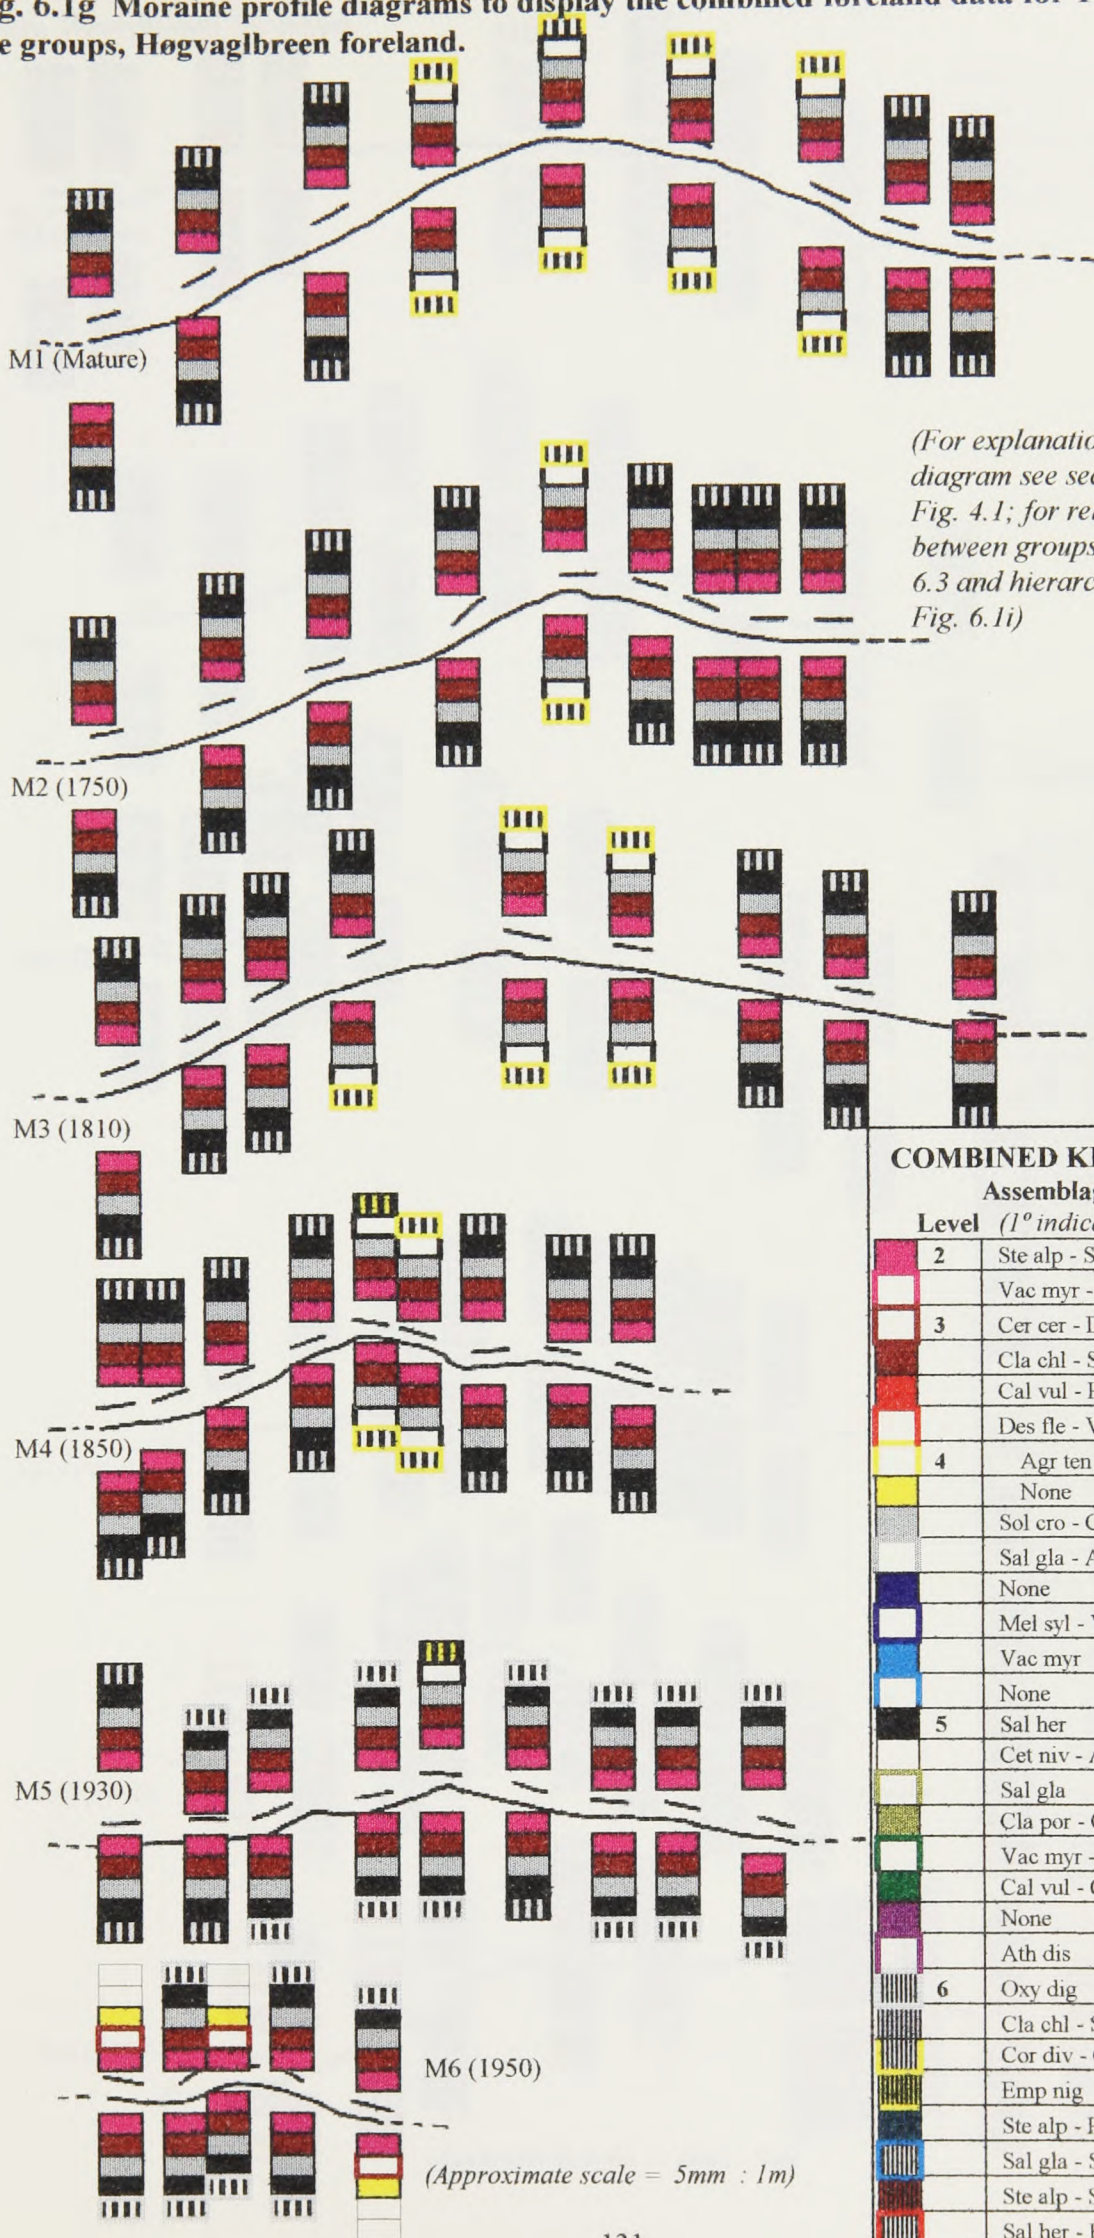 g. 6.1g Moraine profile diagrams to display the combined foreland data for
e groups, Høgvaglbreen foreland.
M1 (Mature)
(For explanatio
diagram see sec
Fig. 4.1; for re
between groups
6.3 and hierarc
Fig. 6.1i)
M2 (1750)
M3 (1810)
COMBINED KE
Assembla
Level (1º indic
2 Ste alp - S
Vac myr -
3 Cer cer - D
Cla chl - S
Cal vul -
Des fle - V
4 Agr ten
None
Sol cro - C
Sal gla - A
None
Mel syl - V
Vac myr
None
5 Sal her
Cet niv - A
Sal gla
Cla por - C
Vac myr -
Cal vul - C
None
Ath dis
6 Oxy dig
Cla chl - S
Cor div -
Emp nig
Ste alp - P
Sal gla - S
Ste alp - S
Sal her -
M4 (1850)
M5 (1930)
M6 (1950)
(Approximate scale = 5mm : 1m)